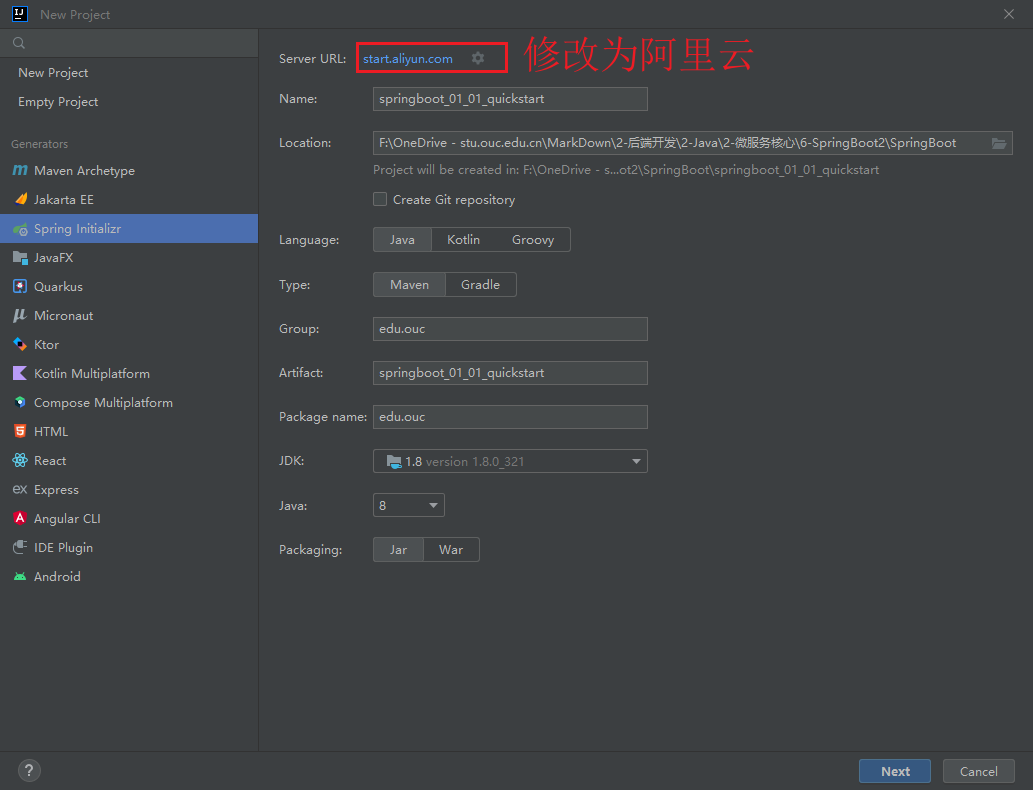 New Project
Server URL: start.aliyun.com 修改为阿里云
New Project
Empty Project
Generators
Maven Archetype
Jakarta EE
Spring Initializr
JavaFX
Quarkus
Micronaut
Ktor
Kotlin Multiplatform
Compose Multiplatform
HTML
React
Express
Angular CLI
IDE Plugin
Android
Name: springboot_01_01_quickstart
Location: F:\OneDrive - stu.ouc.edu.cn\MarkDown\2-后端开发\2-Java\2-微服务核心\6-SpringBoot2\SpringBoot
Project will be created in: F:\OneDrive - s...ot2\SpringBoot\springboot_01_01_quickstart
Create Git repository
Language: Java Kotlin Groovy
Type: Maven Gradle
Group: edu.ouc
Artifact: springboot_01_01_quickstart
Package name: edu.ouc
JDK: 1.8 version 1.8.0_321
Java: 8
Packaging: Jar War
? Next Cancel